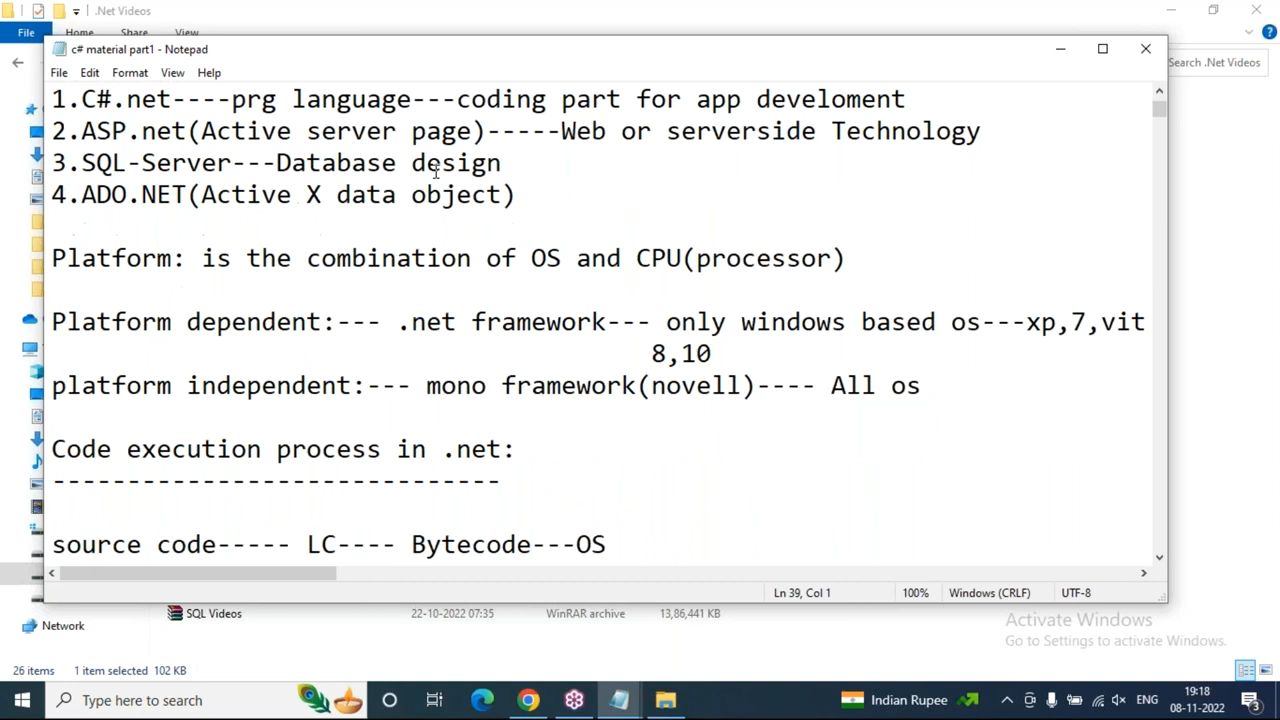 .Net Videos
File Home Share View
c# material part1 - Notepad
Search .Net Videos
File Edit Format View Help
1.C#.net----prg language---coding part for app develoment
2.ASP.net(Active server page)-----Web or serverside Technology
3.SQL-Server---Database design
4.ADO.NET(Active X data object)
Platform: is the combination of OS and CPU(processor)
Platform dependent:--- .net framework--- only windows based os---xp,7,vit
8,10
platform independent:--- mono framework(novell)---- All os
Code execution process in .net:
------------------------------
source code----- LC---- Bytecode---OS
Ln 39, Col 1 100% Windows (CRLF) UTF-8
SQL Videos 22-10-2022 07:35 WinRAR archive 13,86,441 KB
Network
Activate Windows
Go to Settings to activate Windows.
26 items 1 item selected 102 KB
Type here to search
Indian Rupee
ENG
19:18
08-11-2022
3